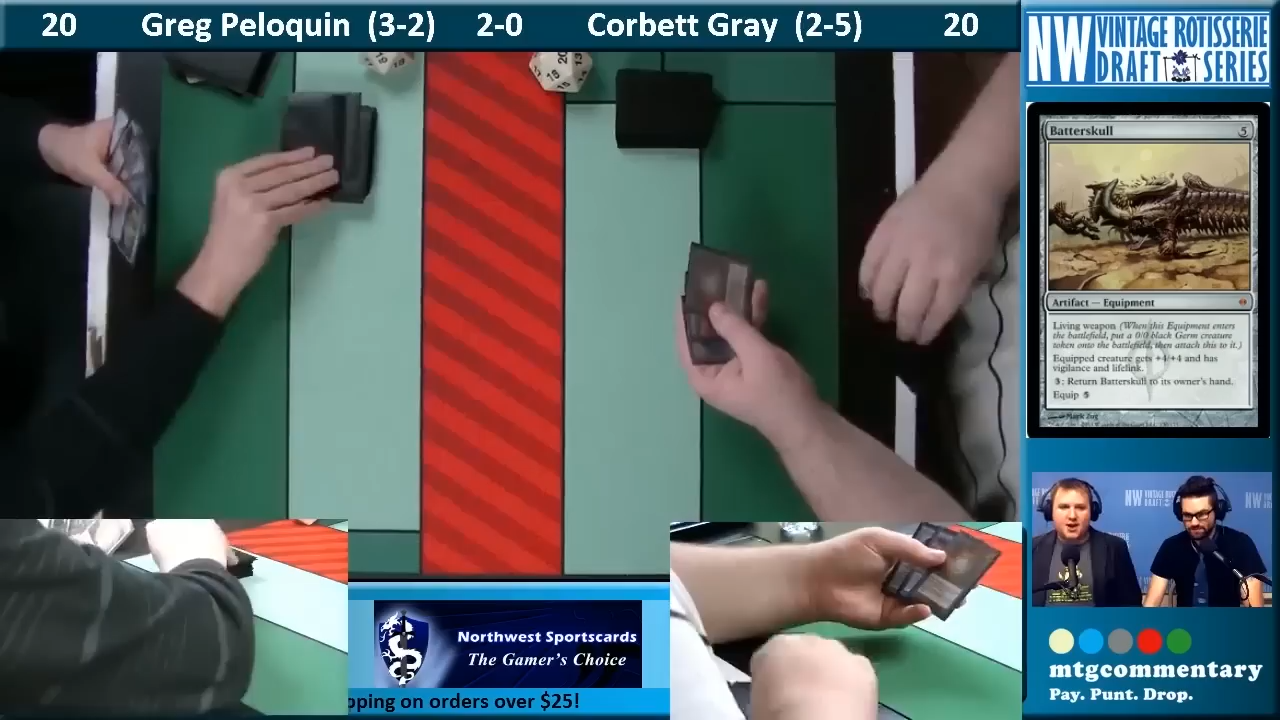 20 Greg Peloquin (3-2) 2-0 Corbett Gray (2-5) 20
NW VINTAGE ROTISSERIE
DRAFT SERIES
Batterskull 5
Artifact — Equipment
Living weapon (When this Equipment enters
the battlefield, put a 0/0 black Germ creature
token onto the battlefield, then attach this to it.)
Equipped creature gets +4/+4 and has
vigilance and lifelink.
3: Return Batterskull to its owner's hand.
Equip 5
Mark Zug
Northwest Sportscards
The Gamer's Choice
pping on orders over $25!
mtgcommentary
Pay. Punt. Drop.